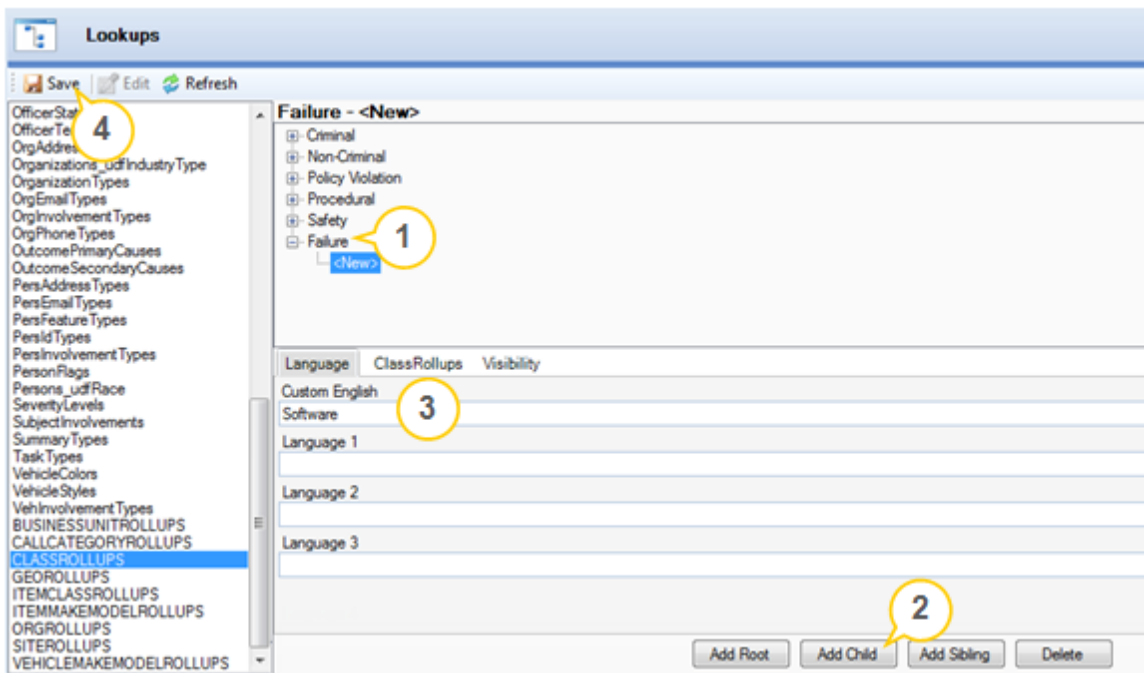 Lookups
Save Edit Refresh
OfficerStat
OfficerTe
OrgAddres
Organizations_udfIndustryType
OrganizationTypes
OrgEmailTypes
OrgInvolvementTypes
OrgPhoneTypes
OutcomePrimaryCauses
OutcomeSecondaryCauses
PersAddressTypes
PersEmailTypes
PersFeatureTypes
PersIdTypes
PersInvolvementTypes
PersonFlags
Persons_udfRace
SeverityLevels
SubjectInvolvements
SummaryTypes
TaskTypes
VehicleColors
VehicleStyles
VehInvolvementTypes
BUSINESSUNITROLLUPS
CALLCATEGORYROLLUPS
CLASSROLLUPS
GEOROLLUPS
ITEMCLASSROLLUPS
ITEMMAKEMODELROLLUPS
ORGROLLUPS
SITEROLLUPS
VEHICLEMAKEMODELROLLUPS
4
Failure - <New>
Criminal
Non-Criminal
Policy Violation
Procedural
Safety
Failure
<New>
1
Language ClassRollups Visibility
Custom English
Software
3
Language 1
Language 2
Language 3
2
Add Root Add Child Add Sibling Delete